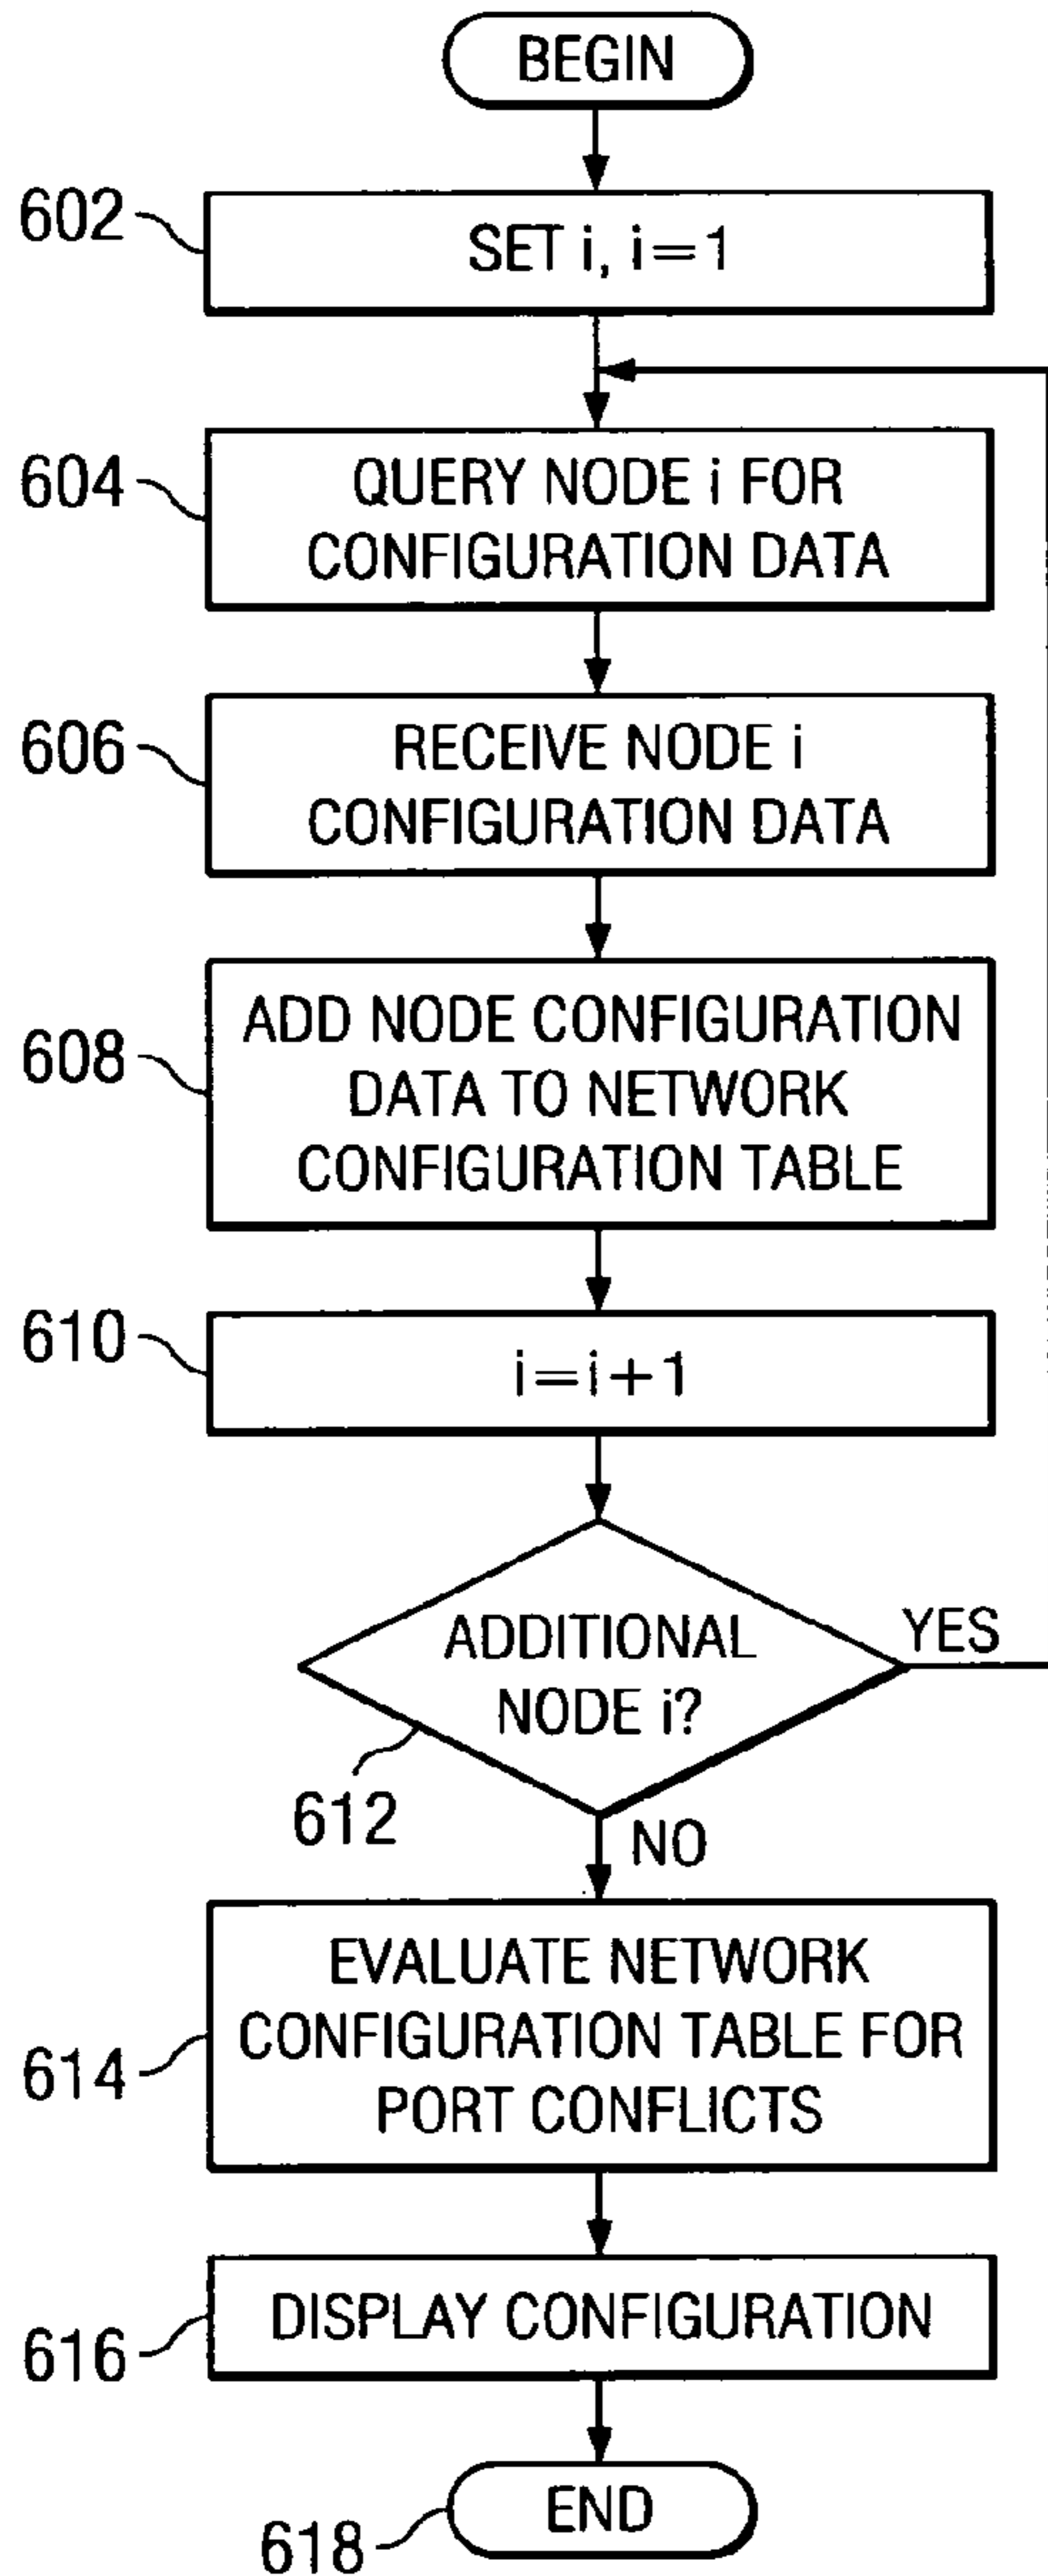 BEGIN
602
SET i, i=1
604
QUERY NODE i FOR
CONFIGURATION DATA
606
RECEIVE NODE i
CONFIGURATION DATA
608
ADD NODE CONFIGURATION
DATA TO NETWORK
CONFIGURATION TABLE
610
i=i+1
ADDITIONAL
NODE i?
YES
612
NO
614
EVALUATE NETWORK
CONFIGURATION TABLE FOR
PORT CONFLICTS
616
DISPLAY CONFIGURATION
END
618